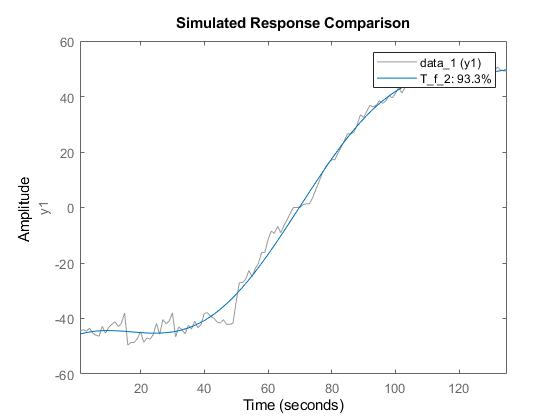 Simulated Response Comparison
60
data_1 (y1)
T_f_2: 93.3%
40
20
0
-20
-40
-60
Amplitude
y1
20
40
60
80
100
120
Time (seconds)